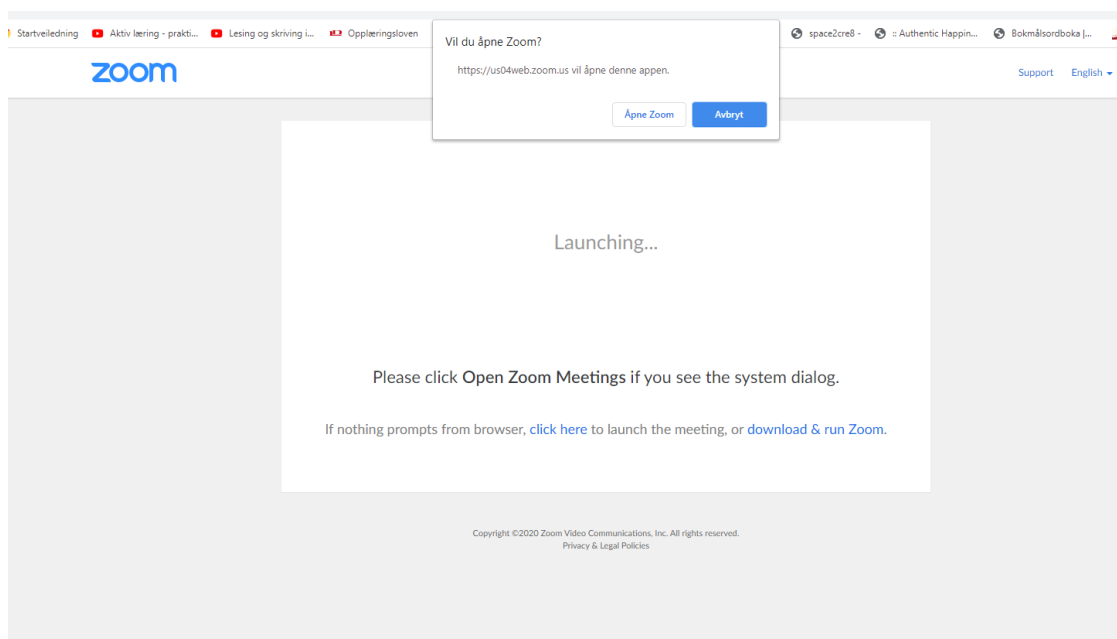 Startveiledning Aktiv læring - prakti... Lesing og skriving i... Opplæringsloven space2cre8 - :: Authentic Happin... Bokmålsordboka |...
Vil du åpne Zoom?
https://us04web.zoom.us vil åpne denne appen.
Åpne Zoom Avbryt
zoom Support English
Launching...
Please click Open Zoom Meetings if you see the system dialog.
If nothing prompts from browser, click here to launch the meeting, or download & run Zoom.
Copyright ©2020 Zoom Video Communications, Inc. All rights reserved.
Privacy & Legal Policies